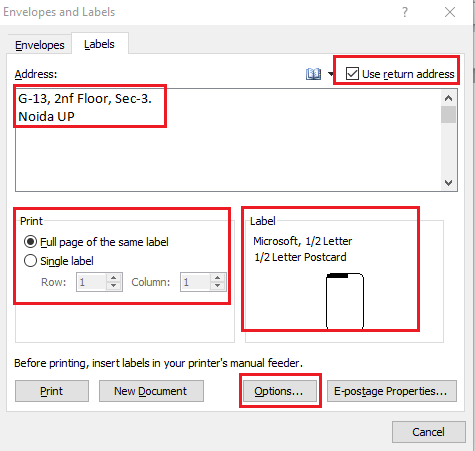 Envelopes and Labels ? ×
Envelopes Labels
Address: Use return address
G-13, 2nf Floor, Sec-3.
Noida UP
Print
Full page of the same label
Single label
Row: 1 Column: 1
Label
Microsoft, 1/2 Letter
1/2 Letter Postcard
Before printing, insert labels in your printer's manual feeder.
Print New Document Options... E-postage Properties...
Cancel